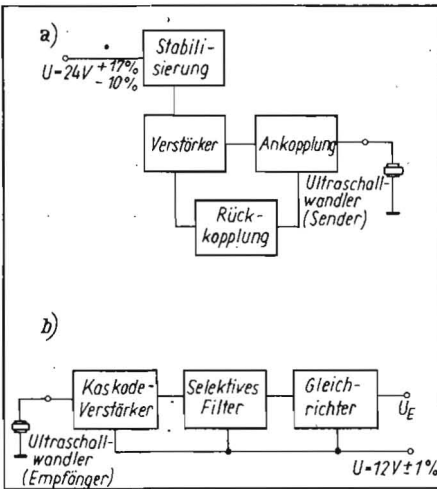 a)
Stabili-
sierung
U=24V +17%
-10%
Verstärker
Ankopplung
Ultraschall-
wandler
(Sender)
Rück-
kopplung
b)
Kaskode-
Verstärker
Selektives
Filter
Gleich-
richter
U_E
Ultraschall-
wandler
(Empfänger)
U=12V±1%